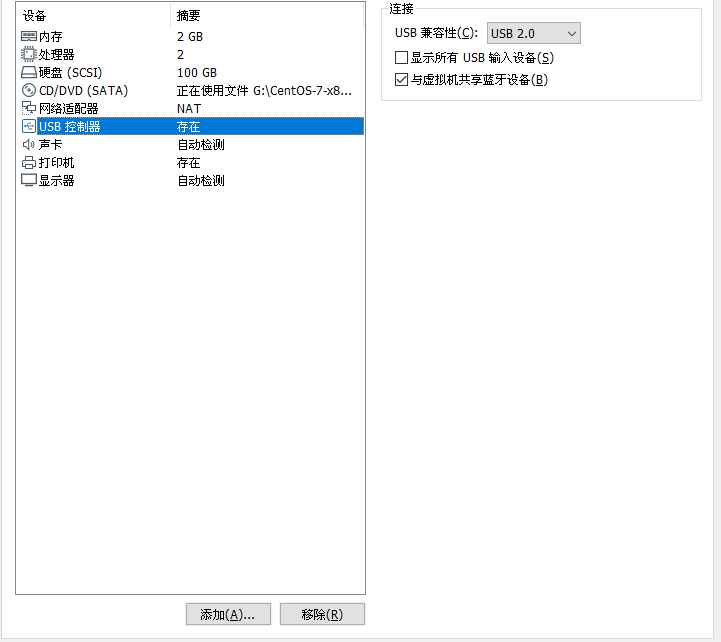 设备 摘要
内存 2 GB
处理器 2
硬盘 (SCSI) 100 GB
CD/DVD (SATA) 正在使用文件 G:\CentOS-7-x8...
网络适配器 NAT
USB 控制器 存在
声卡 自动检测
打印机 存在
显示器 自动检测
添加(A)... 移除(R)
连接
USB 兼容性(C): USB 2.0
显示所有 USB 输入设备(S)
与虚拟机共享蓝牙设备(B)